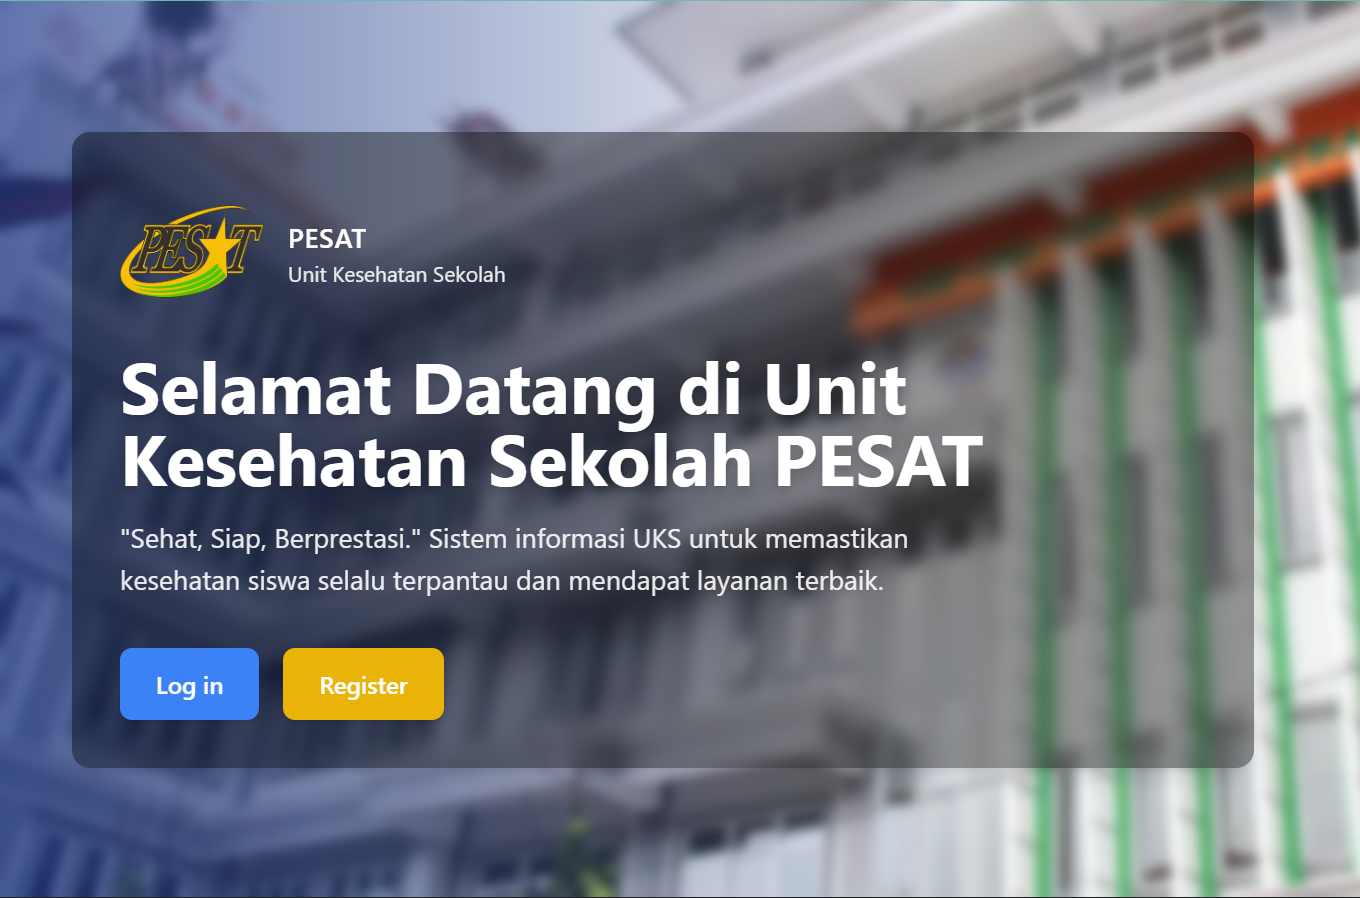 PESAT
PESAT
Unit Kesehatan Sekolah
Selamat Datang di Unit
Kesehatan Sekolah PESAT
"Sehat, Siap, Berprestasi." Sistem informasi UKS untuk memastikan
kesehatan siswa selalu terpantau dan mendapat layanan terbaik.
Log in
Register